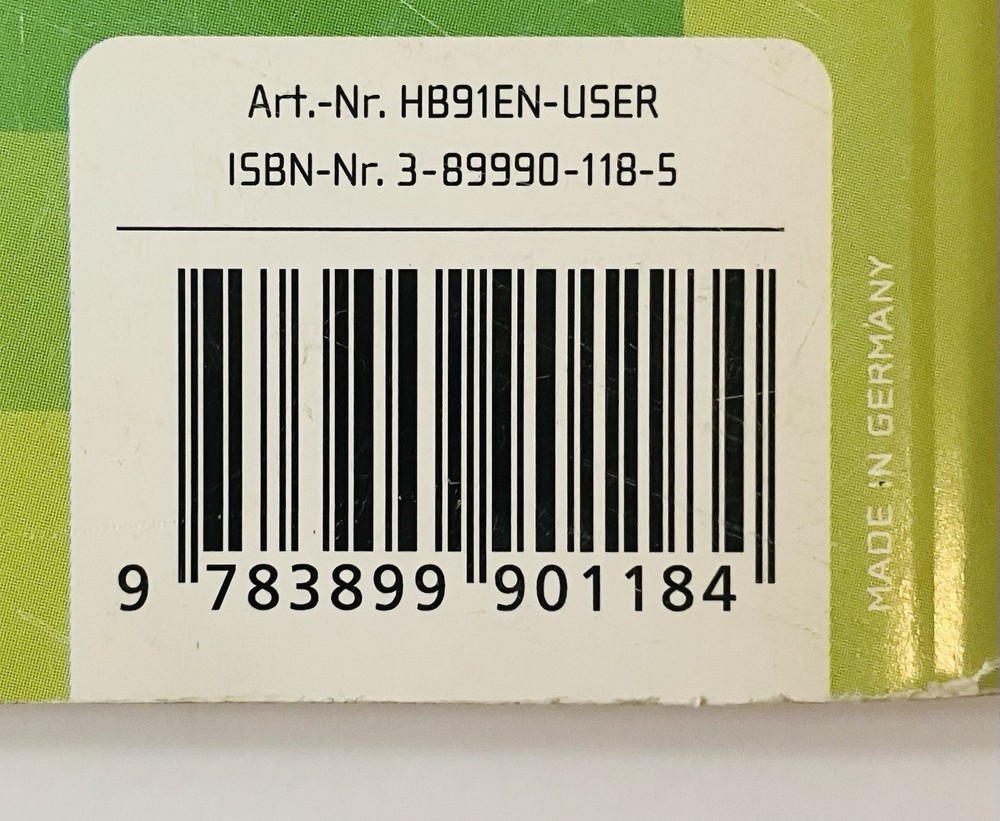 Art.-Nr. HB91EN-USER
ISBN-Nr. 3-89990-118-5
9 783899 901184
MADE IN GERMANY